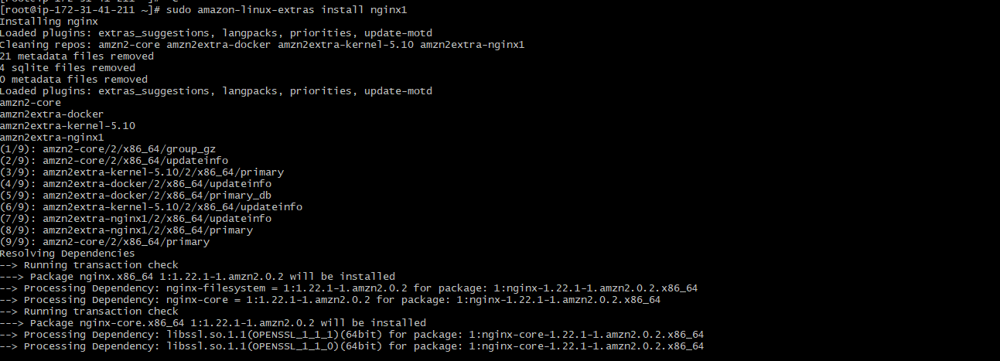 [root@ip-172-31-41-211 ~]# sudo amazon-linux-extras install nginx1
Installing nginx
Loaded plugins: extras_suggestions, langpacks, priorities, update-motd
Cleaning repos: amzn2-core amzn2extra-docker amzn2extra-kernel-5.10 amzn2extra-nginx1
21 metadata files removed
4 sqlite files removed
0 metadata files removed
Loaded plugins: extras_suggestions, langpacks, priorities, update-motd
amzn2-core
amzn2extra-docker
amzn2extra-kernel-5.10
amzn2extra-nginx1
(1/9): amzn2-core/2/x86_64/group_gz
(2/9): amzn2-core/2/x86_64/updateinfo
(3/9): amzn2extra-kernel-5.10/2/x86_64/primary
(4/9): amzn2extra-docker/2/x86_64/updateinfo
(5/9): amzn2extra-docker/2/x86_64/primary_db
(6/9): amzn2extra-kernel-5.10/2/x86_64/updateinfo
(7/9): amzn2extra-nginx1/2/x86_64/updateinfo
(8/9): amzn2extra-nginx1/2/x86_64/primary
(9/9): amzn2-core/2/x86_64/primary
Resolving Dependencies
--> Running transaction check
---> Package nginx.x86_64 1:1.22.1-1.amzn2.0.2 will be installed
--> Processing Dependency: nginx-filesystem = 1:1.22.1-1.amzn2.0.2 for package: 1:nginx-1.22.1-1.amzn2.0.2.x86_64
--> Processing Dependency: nginx-core = 1:1.22.1-1.amzn2.0.2 for package: 1:nginx-1.22.1-1.amzn2.0.2.x86_64
--> Running transaction check
---> Package nginx-core.x86_64 1:1.22.1-1.amzn2.0.2 will be installed
--> Processing Dependency: libssl.so.1.1(OPENSSL_1_1_1)(64bit) for package: 1:nginx-core-1.22.1-1.amzn2.0.2.x86_64
--> Processing Dependency: libssl.so.1.1(OPENSSL_1_1_0)(64bit) for package: 1:nginx-core-1.22.1-1.amzn2.0.2.x86_64